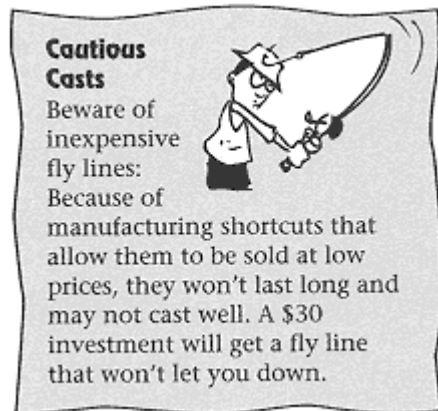 Cautious
Casts
Beware of
inexpensive
fly lines:
Because of
manufacturing shortcuts that
allow them to be sold at low
prices, they won't last long and
may not cast well. A $30
investment will get a fly line
that won't let you down.